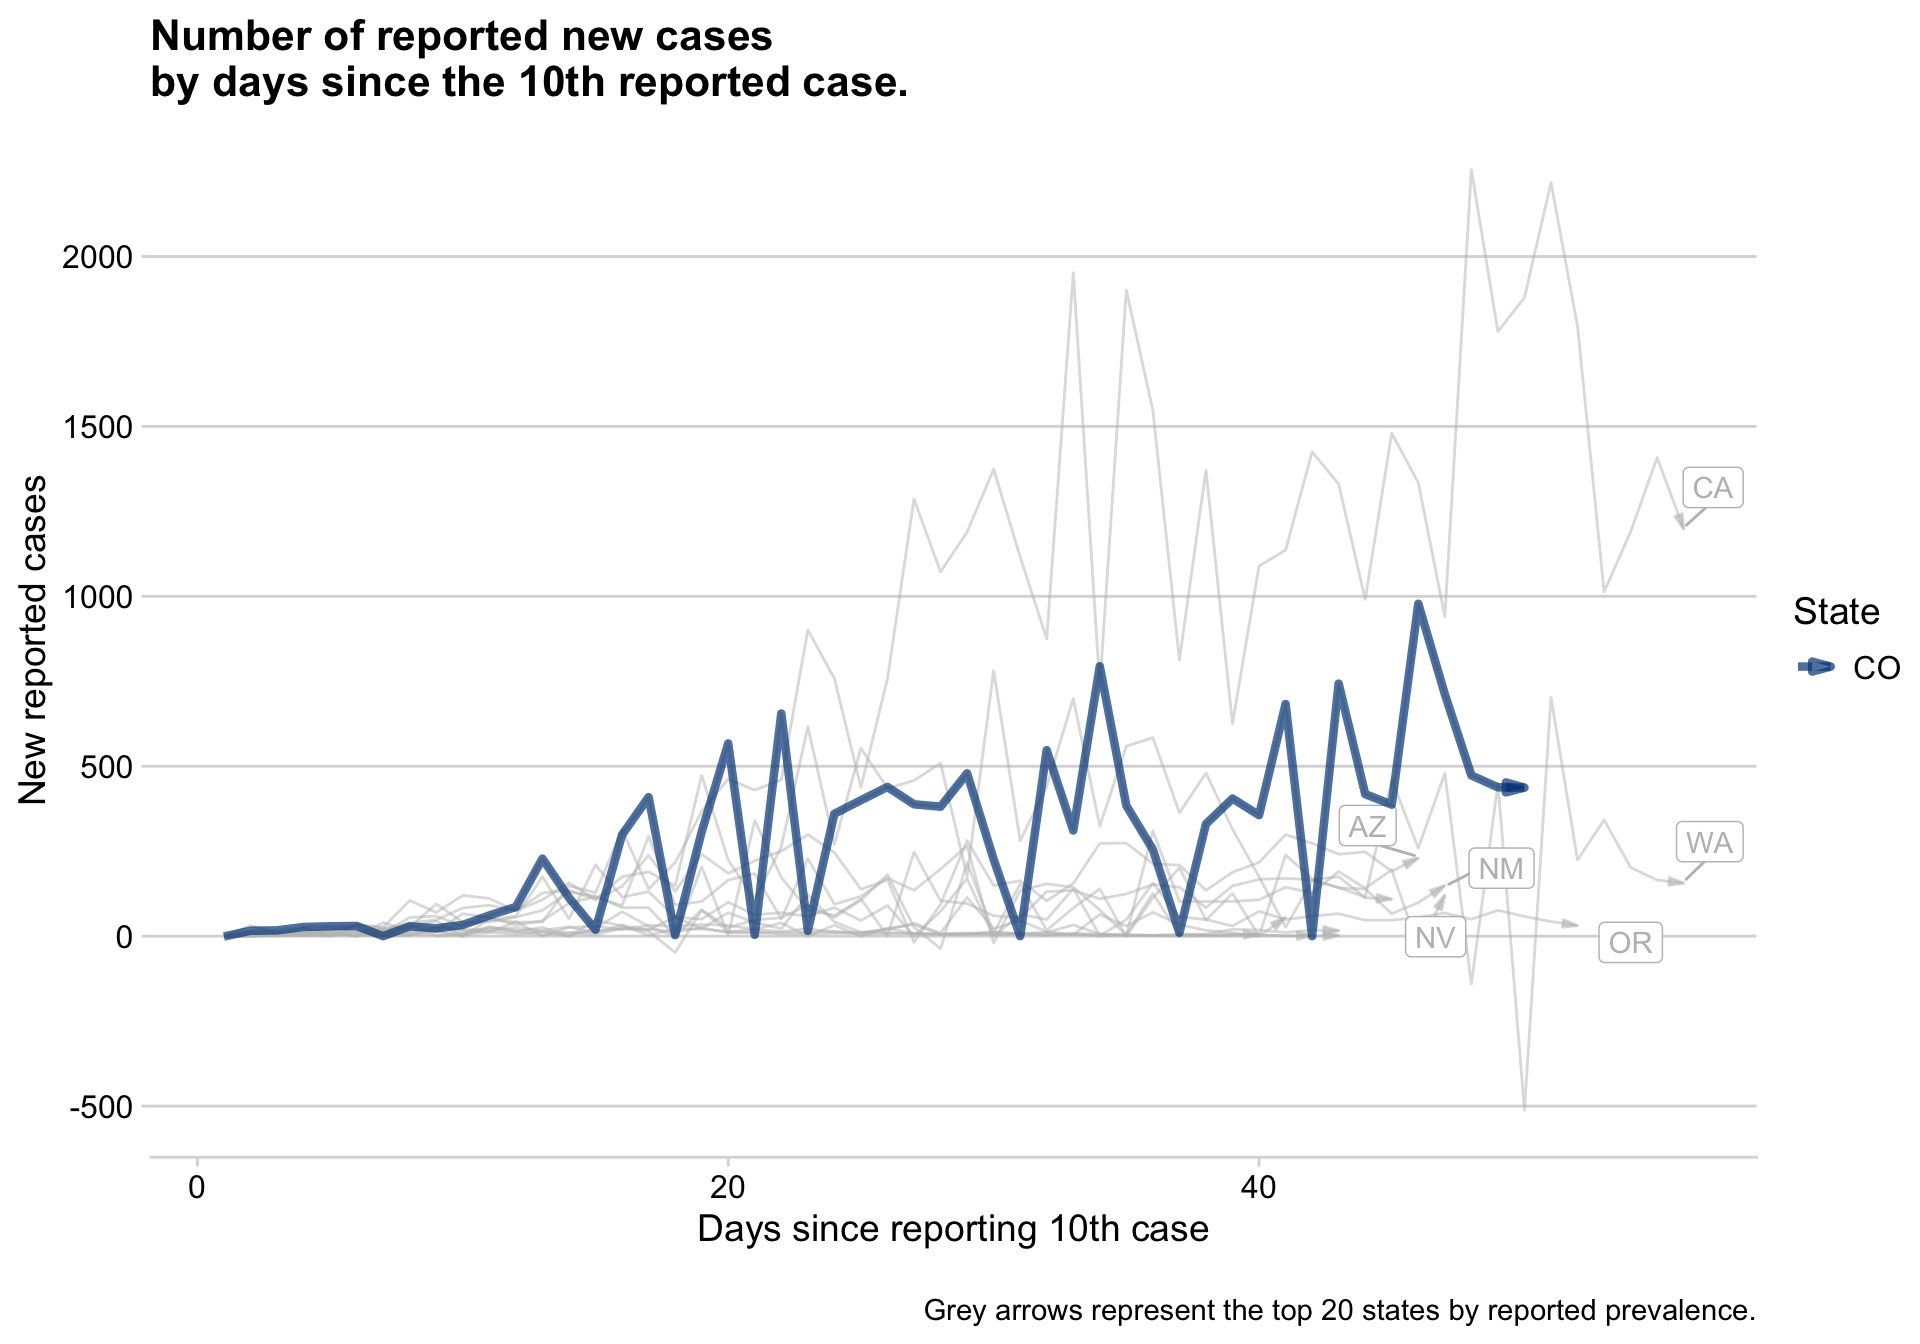 Number of reported new cases
by days since the 10th reported case.
New reported cases
2000
1500
1000
500
0
-500
CA
AZ
NM
WA
NV
OR
State
CO
0
20
40
Days since reporting 10th case
Grey arrows represent the top 20 states by reported prevalence.